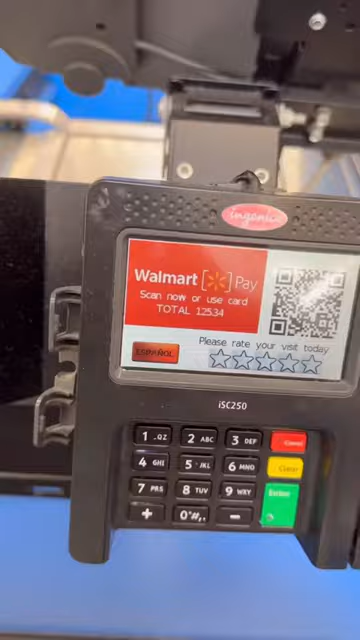 ingenico
Walmart Pay
Scan now or use card
TOTAL 125.34
Please rate your visit today
ESPAÑOL
iSC250
1 .QZ 2 ABC 3 DEF Cancel
4 GHI 5 JKL 6 MNO Clear
7 PRS 8 TUV 9 WXY Enter
+ 0*#,. -